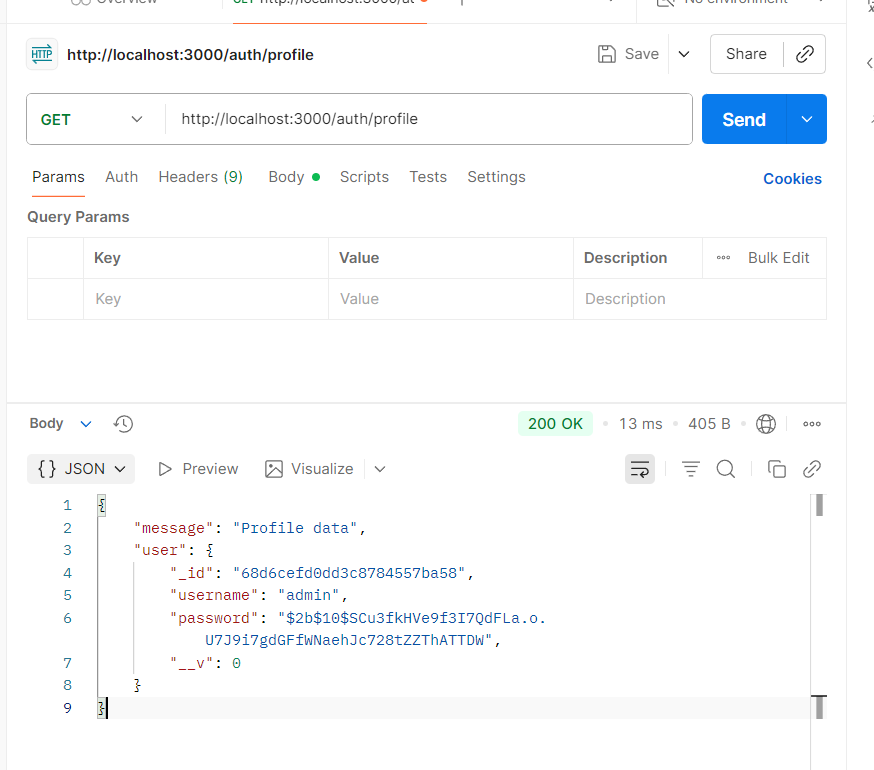 Overview GET http://localhost:3000/at No environment
HTTP http://localhost:3000/auth/profile Save Share
GET http://localhost:3000/auth/profile Send
Params Auth Headers (9) Body Scripts Tests Settings Cookies
Query Params
Key Value Description Bulk Edit
Key Value Description
Body 200 OK 13 ms 405 B
{} JSON Preview Visualize
1 {
2 "message": "Profile data",
3 "user": {
4 "_id": "68d6cefd0dd3c8784557ba58",
5 "username": "admin",
6 "password": "$2b$10$SCu3fkHVe9f3I7QdFLa.o.
U7J9i7gdGFfWNaehJc728tZZThATTDW",
7 "__v": 0
8 }
9 }